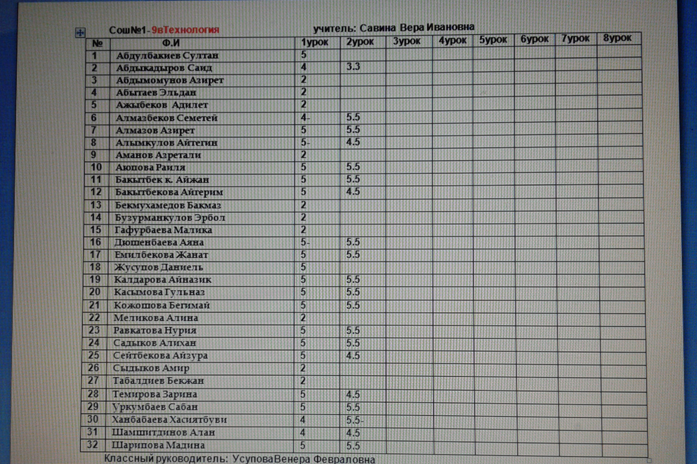 Сош№1-9вТехнология учитель: Савина Вера Ивановна
№ Ф.И 1урок 2урок 3урок 4урок 5урок 6урок 7урок 8урок
1 Абдулбакиев Султан 5
2 Абдыкадыров Саид 4 3.3
3 Абдымомунов Азирет 2
4 Абытаев Эльдан 2
5 Ажыбеков Адилет 2
6 Алмазбеков Семетей 4- 5.5
7 Алмазов Азирет 5 5.5
8 Алымкулов Айтегин 5- 4.5
9 Аманов Азретали 2
10 Аюпова Раиля 5 5.5
11 Бакытбек к. Айжан 5 5.5
12 Бакытбекова Айгерим 5 4.5
13 Бекмухамедов Бакмаз 2
14 Бузурманкулов Эрбол 2
15 Гафурбаева Малика 2
16 Дюшенбаева Аяна 5- 5.5
17 Емилбекова Жанат 5 5.5
18 Жусупов Даниель 5
19 Калдарова Айназик 5 5.5
20 Касымова Гульназ 5 5.5
21 Кожошова Бегимай 5 5.5
22 Меликова Алина 2
23 Равкатова Нурия 5 5.5
24 Садыков Алихан 5 5.5
25 Сейтбекова Айзура 5 4.5
26 Сыдыков Амир 2
27 Табалдиев Бекжан 2
28 Темирова Зарина 5 4.5
29 Уркумбаев Сабан 5 5.5
30 Ханбабаева Хасиятбуви 4 5.5-
31 Шамшитдинов Алан 4 4.5
32 Шарипова Мадина 5 5.5
Классный руководитель: УсуповаВенера Февраловна